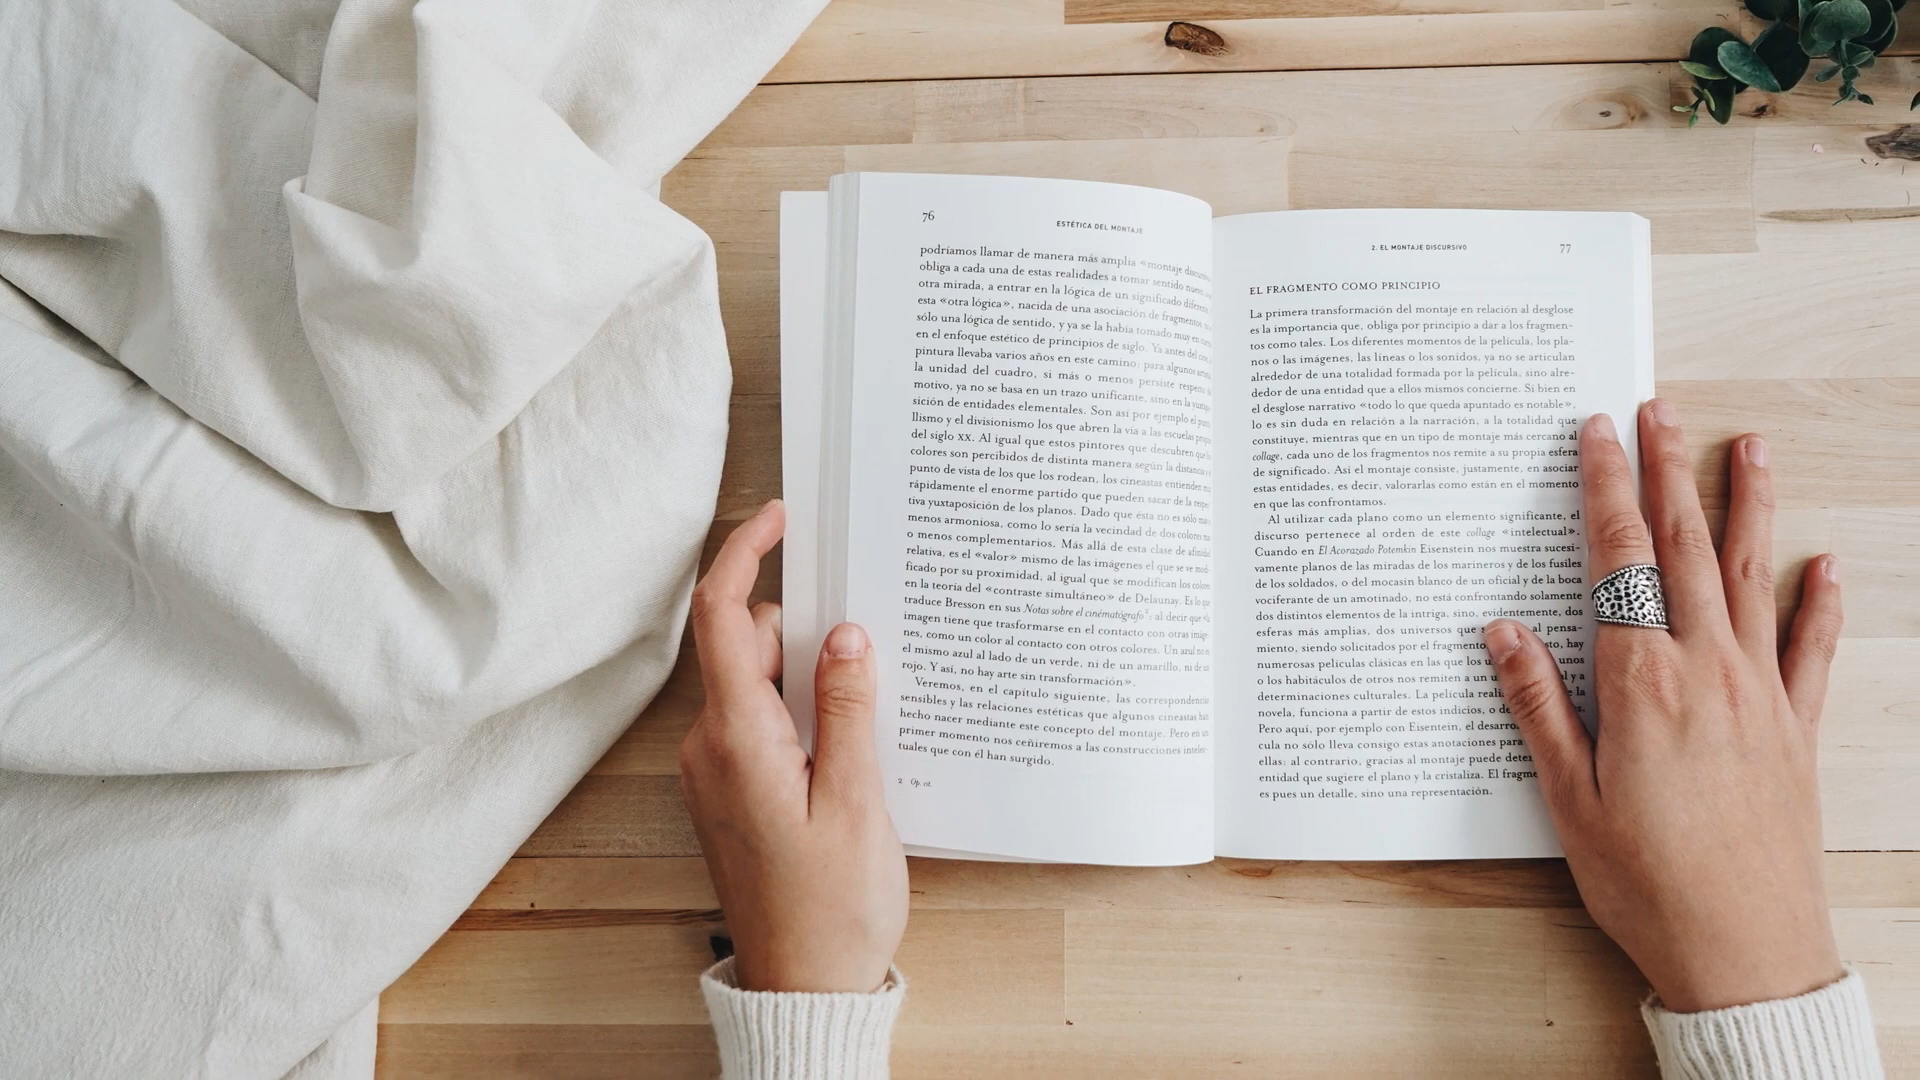 76
ESTÉTICA DEL MONTAJE
podríamos llamar de manera más amplia «montaje
obliga a cada una de estas realidades a tomar sentido
otra mirada, a entrar en la lógica de un significado
esta «otra lógica», nacida de una asociación de fragmentos
sólo una lógica de sentido, y ya se la había tomado muy en
en el enfoque estético de principios de siglo. Ya antes del
pintura llevaba varios años en este camino: para algunos
la unidad del cuadro, si más o menos persiste
motivo, ya no se basa en un trazo unificante, sino en la
sición de entidades elementales. Son así por ejemplo el
llismo y el divisionismo los que abren la vía a las escuelas
del siglo XX. Al igual que estos pintores que descubren que
colores son percibidos de distinta manera según la distancia
punto de vista de los que los rodean, los cineastas entienden
rápidamente el enorme partido que pueden sacar de la
tiva yuxtaposición de los planos. Dado que ésta no es sólo
menos armoniosa, como lo sería la vecindad de dos colores
o menos complementarios. Más allá de esta clase de
relativa, es el «valor» mismo de las imágenes el que se ve
ficado por su proximidad, al igual que se modifican los
en la teoría del «contraste simultáneo» de Delaunay. Es lo que
traduce Bresson en sus Notas sobre el cinématógrafo²: al decir que
imagen tiene que trasformarse en el contacto con otras
nes, como un color al contacto con otros colores. Un azul no
el mismo azul al lado de un verde, ni de un amarillo, ni de
rojo. Y así, no hay arte sin transformación».
Veremos, en el capítulo siguiente, las correspondencias
sensibles y las relaciones estéticas que algunos cineastas han
hecho nacer mediante este concepto del montaje. Pero en un
primer momento nos ceñiremos a las construcciones
tuales que con él han surgido.
2 Op. cit.
2. EL MONTAJE DISCURSIVO
77
EL FRAGMENTO COMO PRINCIPIO
La primera transformación del montaje en relación al desglose
es la importancia que, obliga por principio a dar a los fragmen-
tos como tales. Los diferentes momentos de la película, los pla-
nos o las imágenes, las líneas o los sonidos, ya no se articulan
alrededor de una totalidad formada por la película, sino alre-
dedor de una entidad que a ellos mismos concierne. Si bien en
el desglose narrativo «todo lo que queda apuntado es notable»,
lo es sin duda en relación a la narración, a la totalidad que
constituye, mientras que en un tipo de montaje más cercano al
collage, cada uno de los fragmentos nos remite a su propia esfera
de significado. Así el montaje consiste, justamente, en asociar
estas entidades, es decir, valorarlas como están en el momento
en que las confrontamos.
Al utilizar cada plano como un elemento significante, el
discurso pertenece al orden de este collage «intelectual».
Cuando en El Acorazado Potemkin Eisenstein nos muestra sucesi-
vamente planos de las miradas de los marineros y de los fusiles
de los soldados, o del mocasín blanco de un oficial y de la boca
vociferante de un amotinado, no está confrontando solamente
dos distintos elementos de la intriga, sino, evidentemente, dos
esferas más amplias, dos universos que al pensa-
miento, siendo solicitados por el fragmento. hay
numerosas películas clásicas en las que los unos
o los habitáculos de otros nos remiten a un y a
determinaciones culturales. La película la
novela, funciona a partir de estos indicios, o
Pero aquí, por ejemplo con Eisentein, el
cula no sólo lleva consigo estas anotaciones para
ellas: al contrario, gracias al montaje puede
entidad que sugiere el plano y la cristaliza. El
es pues un detalle, sino una representación.